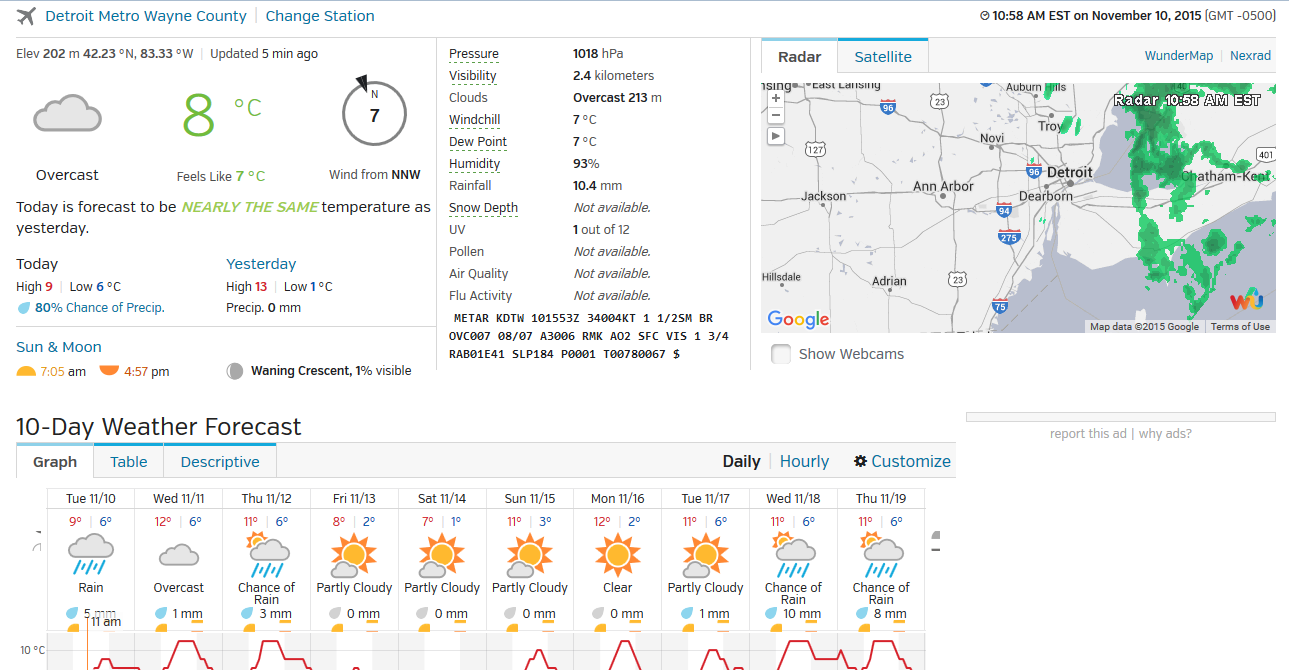 Detroit Metro Wayne County | Change Station
10:58 AM EST on November 10, 2015 (GMT -0500)
Elev 202 m 42.23 °N, 83.33 °W | Updated 5 min ago
8 °C
N
7
Overcast
Feels Like 7 °C
Wind from NNW
Today is forecast to be NEARLY THE SAME temperature as
yesterday.
Today
High 9 | Low 6 °C
80% Chance of Precip.
Yesterday
High 13 | Low 1 °C
Precip. 0 mm
Sun & Moon
7:05 am
4:57 pm
Waning Crescent, 1% visible
Pressure 1018 hPa
Visibility 2.4 kilometers
Clouds Overcast 213 m
Windchill 7 °C
Dew Point 7 °C
Humidity 93%
Rainfall 10.4 mm
Snow Depth Not available.
UV 1 out of 12
Pollen Not available.
Air Quality Not available.
Flu Activity Not available.
METAR KDTW 101553Z 34004KT 1 1/2SM BR
OVC007 08/07 A3006 RMK AO2 SFC VIS 1 3/4
RAB01E41 SLP184 P0001 T00780067 $
Radar
Satellite
WunderMap | Nexrad
+
−
East Lansing
Auburn Hills
Radar 10:58 AM EST
96
23
Troy
Novi
127
401
96
Detroit
Chatham-Kent
Ann Arbor
Jackson
Dearborn
94
275
Hillsdale
Adrian
23
75
Google
WU
Map data ©2015 Google
Terms of Use
Show Webcams
10-Day Weather Forecast
report this ad | why ads?
Graph
Table
Descriptive
Daily | Hourly
Customize
Tue 11/10 Wed 11/11 Thu 11/12 Fri 11/13 Sat 11/14 Sun 11/15 Mon 11/16 Tue 11/17 Wed 11/18 Thu 11/19
9° | 6° 12° | 6° 11° | 6° 8° | 2° 7° | 1° 11° | 3° 12° | 2° 11° | 6° 11° | 6° 11° | 6°
Rain Overcast Chance of Partly Cloudy Partly Cloudy Partly Cloudy Clear Partly Cloudy Chance of Chance of
Rain Rain Rain
5 mm 1 mm 3 mm 0 mm 0 mm 0 mm 0 mm 1 mm 10 mm 8 mm
11 am
10 °C